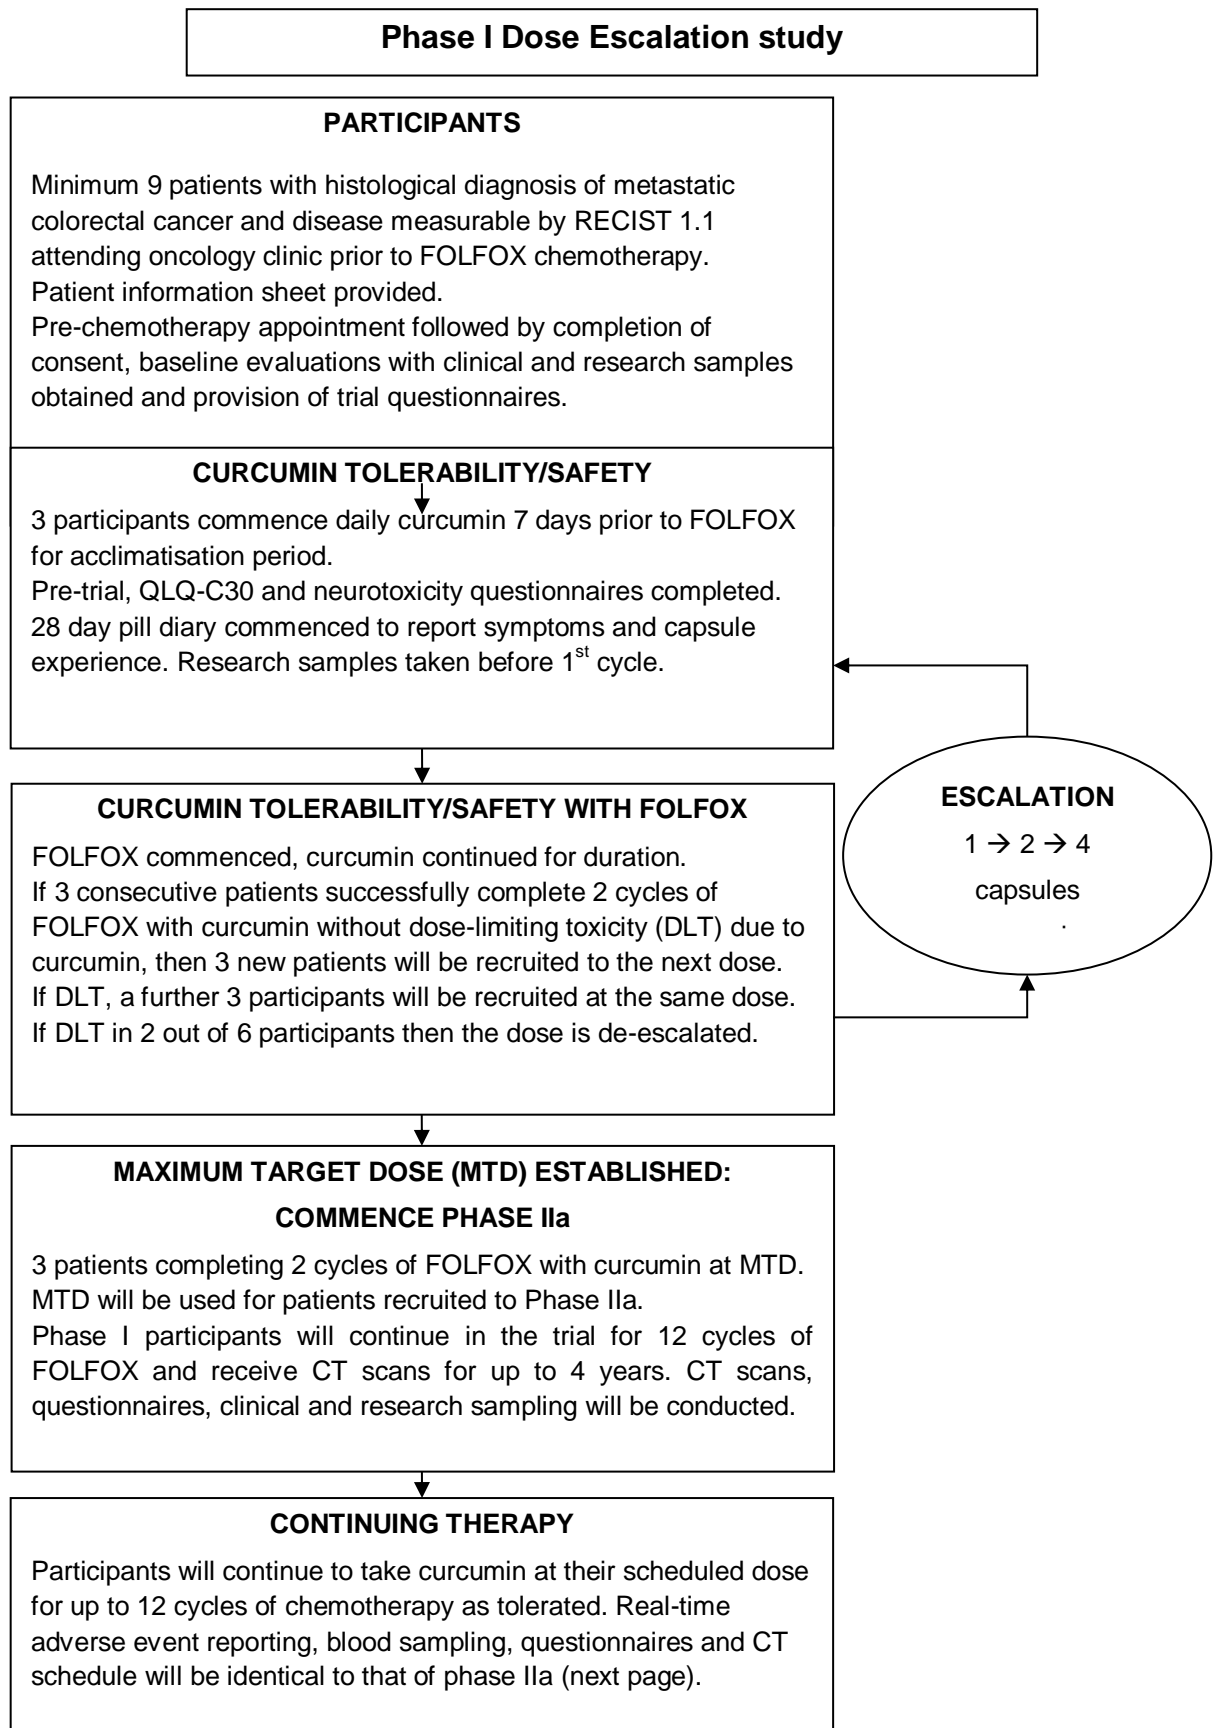 Phase I Dose Escalation study
PARTICIPANTS
Minimum 9 patients with histological diagnosis of metastatic
colorectal cancer and disease measurable by RECIST 1.1
attending oncology clinic prior to FOLFOX chemotherapy.
Patient information sheet provided.
Pre-chemotherapy appointment followed by completion of
consent, baseline evaluations with clinical and research samples
obtained and provision of trial questionnaires.
CURCUMIN TOLERABILITY/SAFETY
3 participants commence daily curcumin 7 days prior to FOLFOX
for acclimatisation period.
Pre-trial, QLQ-C30 and neurotoxicity questionnaires completed.
28 day pill diary commenced to report symptoms and capsule
experience. Research samples taken before 1st cycle.
CURCUMIN TOLERABILITY/SAFETY WITH FOLFOX
FOLFOX commenced, curcumin continued for duration.
If 3 consecutive patients successfully complete 2 cycles of
FOLFOX with curcumin without dose-limiting toxicity (DLT) due to
curcumin, then 3 new patients will be recruited to the next dose.
If DLT, a further 3 participants will be recruited at the same dose.
If DLT in 2 out of 6 participants then the dose is de-escalated.
ESCALATION
1 → 2 → 4
capsules
.
MAXIMUM TARGET DOSE (MTD) ESTABLISHED:
COMMENCE PHASE IIa
3 patients completing 2 cycles of FOLFOX with curcumin at MTD.
MTD will be used for patients recruited to Phase IIa.
Phase I participants will continue in the trial for 12 cycles of
FOLFOX and receive CT scans for up to 4 years. CT scans,
questionnaires, clinical and research sampling will be conducted.
CONTINUING THERAPY
Participants will continue to take curcumin at their scheduled dose
for up to 12 cycles of chemotherapy as tolerated. Real-time
adverse event reporting, blood sampling, questionnaires and CT
schedule will be identical to that of phase IIa (next page).